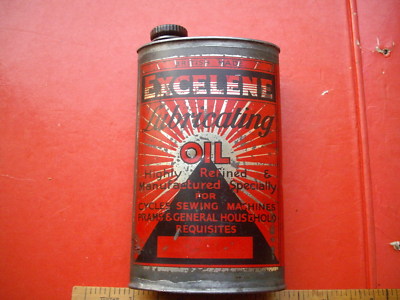 EXCELENE
Lubricating
OIL
Highly Refined &
Manufactured Specially
FOR
CYCLES SEWING MACHINES
PRAMS & GENERAL HOUSEHOLD
REQUISITES